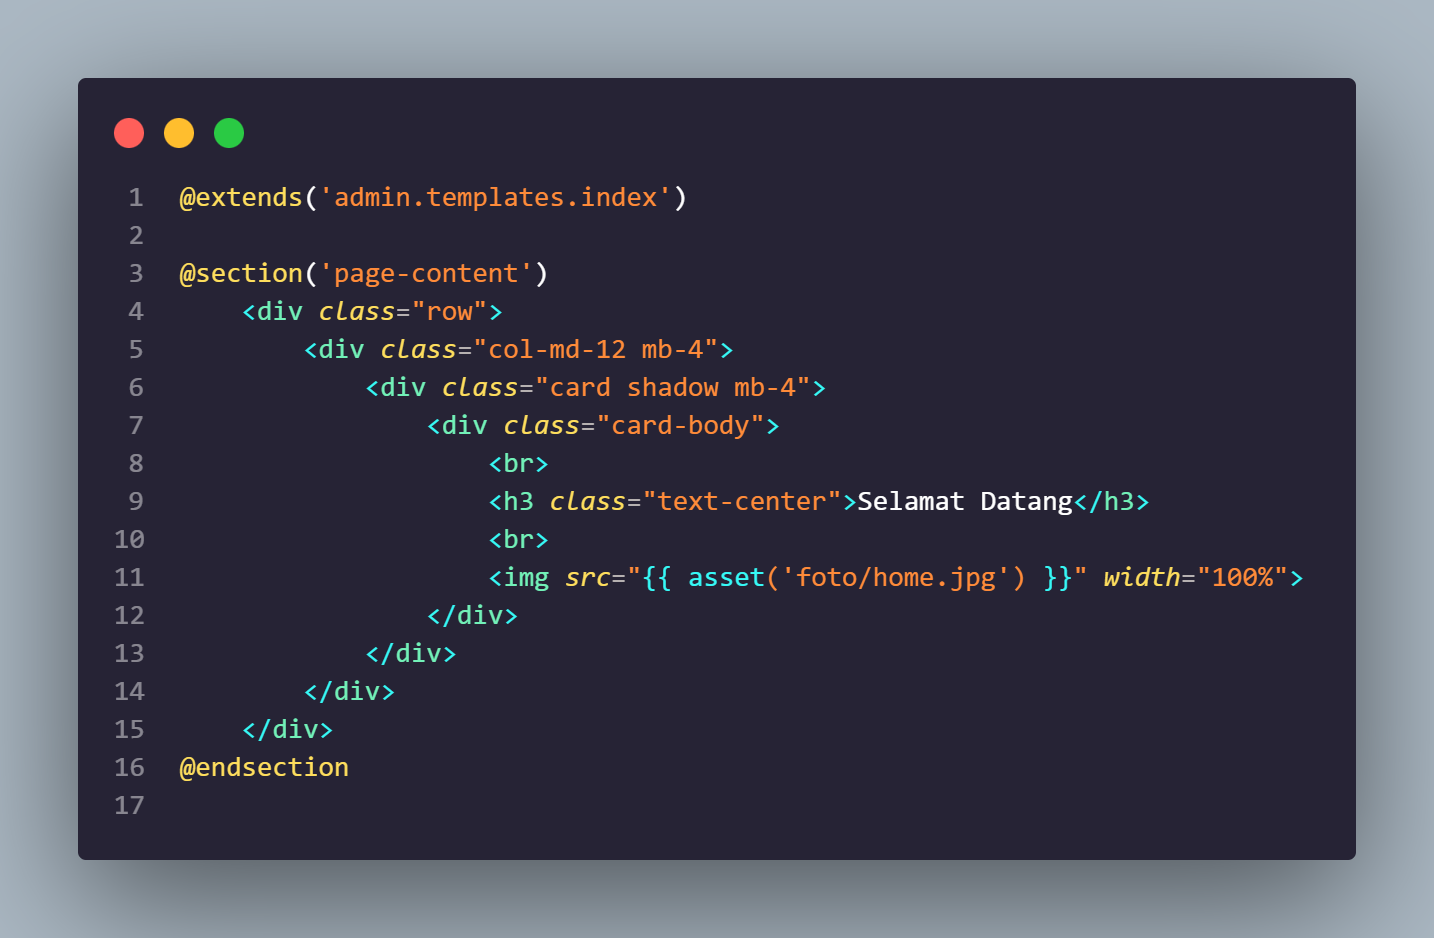 1 @extends('admin.templates.index')
2
3 @section('page-content')
4     <div class="row">
5         <div class="col-md-12 mb-4">
6             <div class="card shadow mb-4">
7                 <div class="card-body">
8                     <br>
9                     <h3 class="text-center">Selamat Datang</h3>
10                     <br>
11                     <img src="{{ asset('foto/home.jpg') }}" width="100%">
12                 </div>
13             </div>
14         </div>
15     </div>
16 @endsection
17